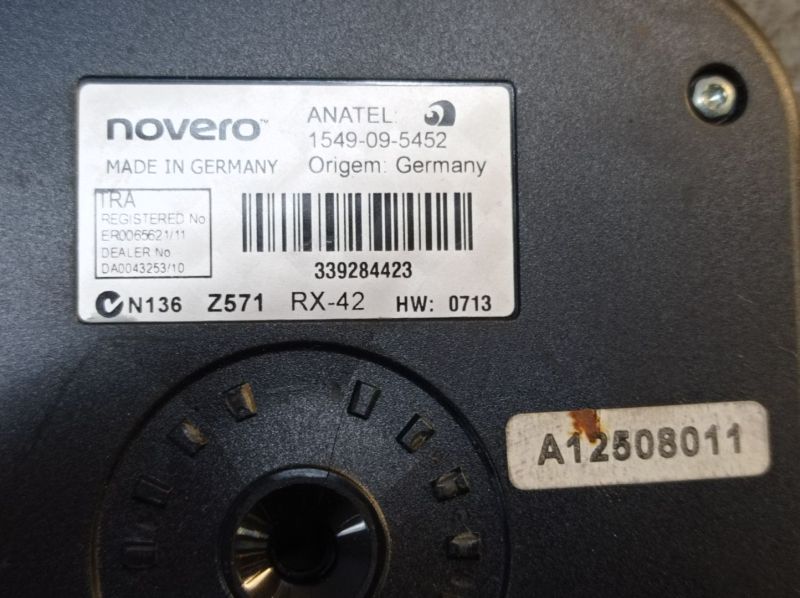 novero™
MADE IN GERMANY
ANATEL:
1549-09-5452
Origem: Germany
TRA
REGISTERED No
ER0065621/11
DEALER No
DA0043253/10
339284423
N136 Z571 RX-42 HW: 0713
A12508011